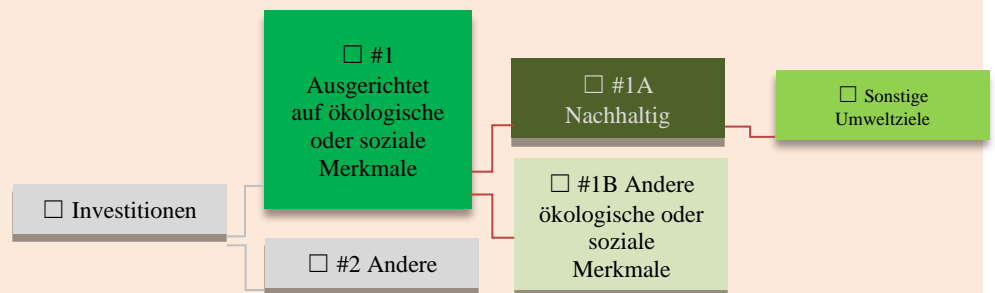 ☐ #1
Ausgerichtet
auf ökologische
oder soziale
Merkmale
☐ #1A
Nachhaltig
☐ Sonstige
Umweltziele
☐ #1B Andere
ökologische oder
soziale
Merkmale
☐ Investitionen
☐ #2 Andere